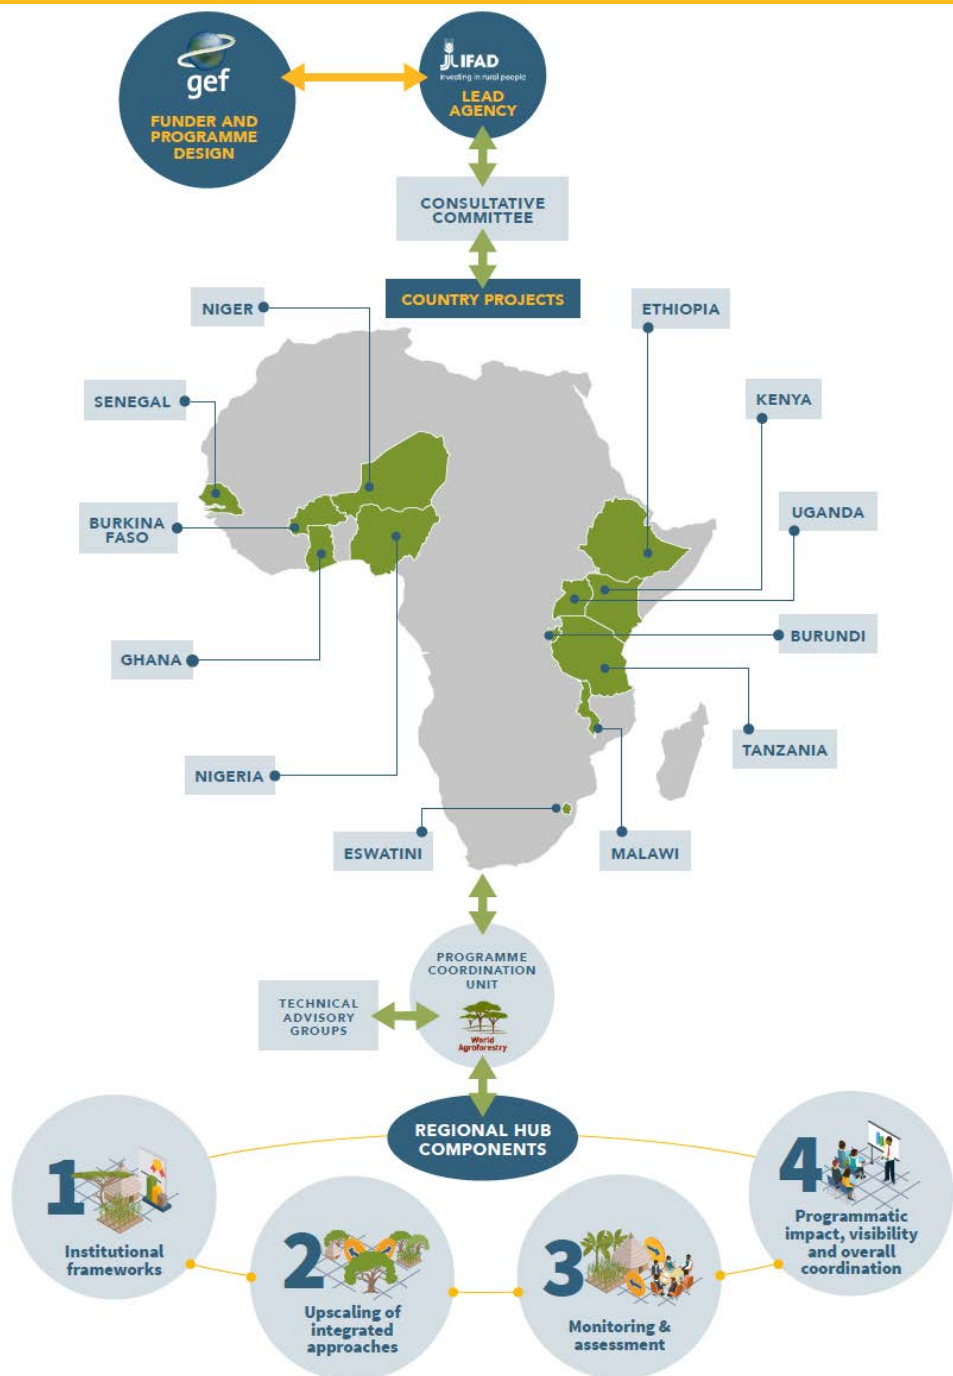 gef
FUNDER AND
PROGRAMME
DESIGN
IFAD
Investing in rural people
LEAD
AGENCY
CONSULTATIVE
COMMITTEE
COUNTRY PROJECTS
NIGER
ETHIOPIA
SENEGAL
KENYA
BURKINA
FASO
UGANDA
GHANA
BURUNDI
NIGERIA
TANZANIA
ESWATINI
MALAWI
PROGRAMME
COORDINATION
UNIT
World
Agroforestry
TECHNICAL
ADVISORY
GROUPS
REGIONAL HUB
COMPONENTS
1
Institutional
frameworks
2
Upscaling of
integrated
approaches
3
Monitoring &
assessment
4
Programmatic
impact, visibility
and overall
coordination